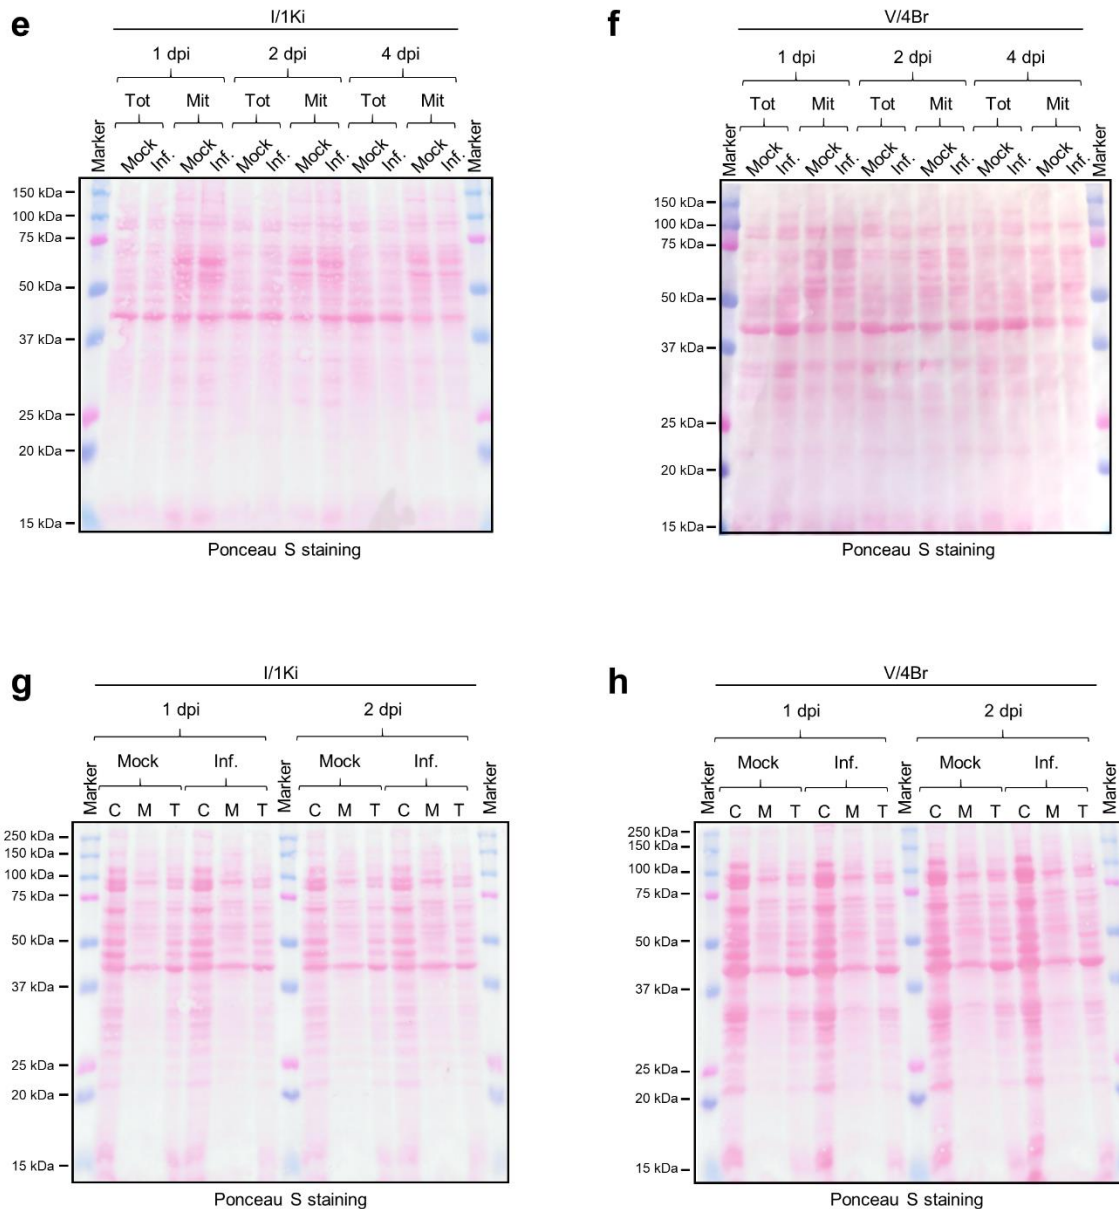 e
I/1Ki
1 dpi 2 dpi 4 dpi
Tot Mit Tot Mit Tot Mit
Marker Mock Inf. Mock Inf. Mock Inf. Mock Inf. Mock Inf. Mock Inf. Marker
150 kDa
100 kDa
75 kDa
50 kDa
37 kDa
25 kDa
20 kDa
15 kDa
Ponceau S staining
f
V/4Br
1 dpi 2 dpi 4 dpi
Tot Mit Tot Mit Tot Mit
Marker Mock Inf. Mock Inf. Mock Inf. Mock Inf. Mock Inf. Mock Inf. Marker
150 kDa
100 kDa
75 kDa
50 kDa
37 kDa
25 kDa
20 kDa
15 kDa
Ponceau S staining
g
I/1Ki
1 dpi 2 dpi
Mock Inf. Mock Inf.
Marker C M T C M T Marker C M T C M T Marker
250 kDa
150 kDa
100 kDa
75 kDa
50 kDa
37 kDa
25 kDa
20 kDa
15 kDa
Ponceau S staining
h
V/4Br
1 dpi 2 dpi
Mock Inf. Mock Inf.
Marker C M T C M T Marker C M T C M T Marker
250 kDa
150 kDa
100 kDa
75 kDa
50 kDa
37 kDa
25 kDa
20 kDa
15 kDa
Ponceau S staining